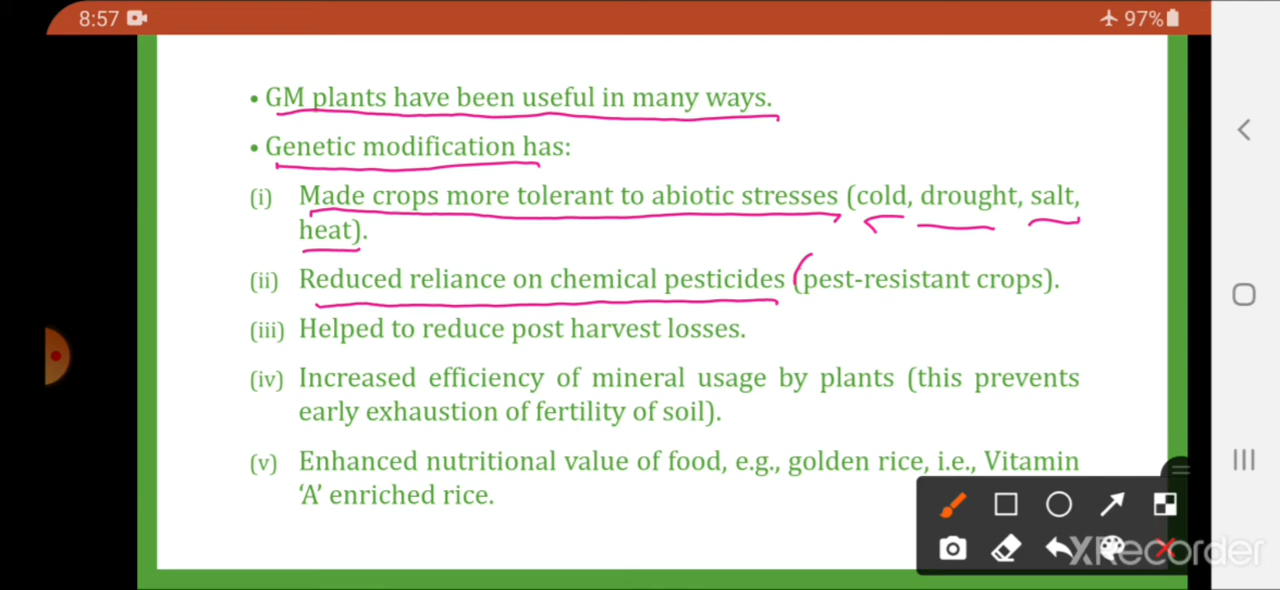 8:57
97%
• GM plants have been useful in many ways.
• Genetic modification has:
(i) Made crops more tolerant to abiotic stresses (cold, drought, salt,
heat).
(ii) Reduced reliance on chemical pesticides (pest-resistant crops).
(iii) Helped to reduce post harvest losses.
(iv) Increased efficiency of mineral usage by plants (this prevents
early exhaustion of fertility of soil).
(v) Enhanced nutritional value of food, e.g., golden rice, i.e., Vitamin
‘A’ enriched rice.
XRecorder